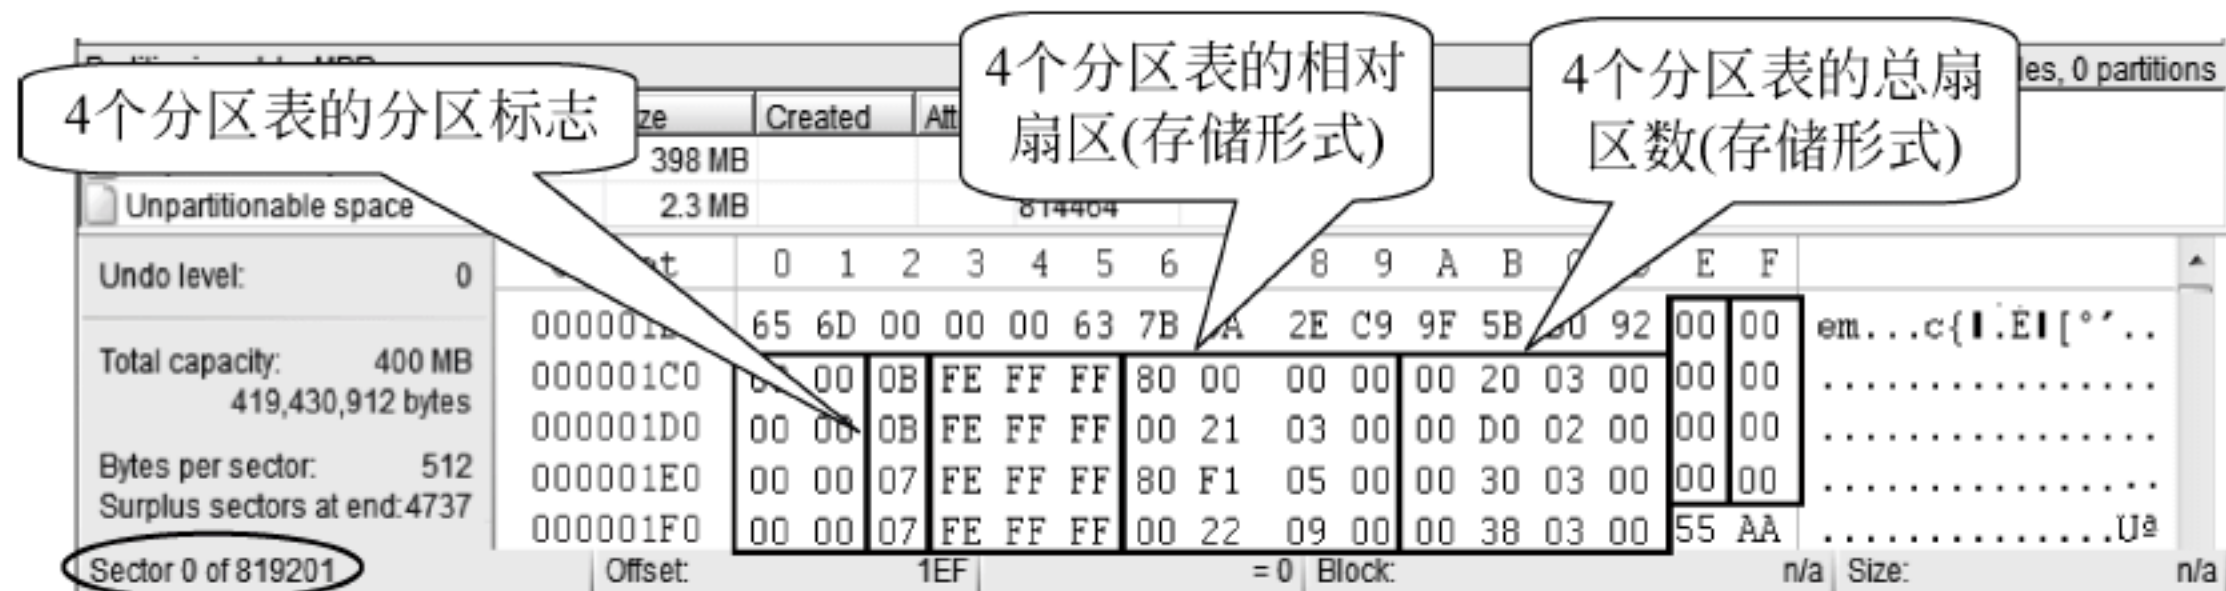 4个分区表的分区标志
4个分区表的相对
扇区(存储形式)
4个分区表的总扇
区数(存储形式)
les, 0 partitions
ze Created Att
398 MB
Unpartitionable space 2.3 MB 814464
Undo level: 0
0 1 2 3 4 5 6 8 9 A B E F
65 6D 00 00 00 63 7B 2E C9 9F 5B 92 00 00 em...c{▌.È▌[°´..
Total capacity: 400 MB
419,430,912 bytes
000001C0 00 0B FE FF FF 80 00 00 00 00 20 03 00 00 00 ................
000001D0 00 00 0B FE FF FF 00 21 03 00 00 D0 02 00 00 00 ................
Bytes per sector: 512
000001E0 00 00 07 FE FF FF 80 F1 05 00 00 30 03 00 00 00 ................
Surplus sectors at end:4737
000001F0 00 00 07 FE FF FF 00 22 09 00 00 38 03 00 55 AA ..............Uª
Sector 0 of 819201 Offset: 1EF = 0 Block: n/a Size: n/a